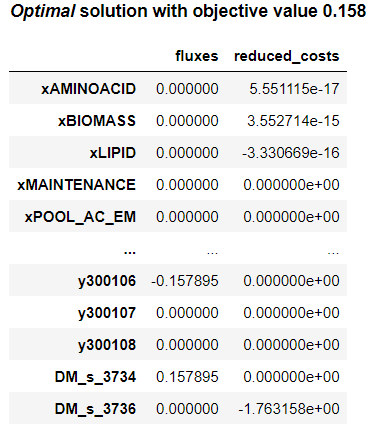 Optimal solution with objective value 0.158
fluxes reduced_costs
xAMINOACID 0.000000 5.551115e-17
xBIOMASS 0.000000 3.552714e-15
xLIPID 0.000000 -3.330669e-16
xMAINTENANCE 0.000000 0.000000e+00
xPOOL_AC_EM 0.000000 0.000000e+00
... ... ...
y300106 -0.157895 0.000000e+00
y300107 0.000000 0.000000e+00
y300108 0.000000 0.000000e+00
DM_s_3734 0.157895 0.000000e+00
DM_s_3736 0.000000 -1.763158e+00